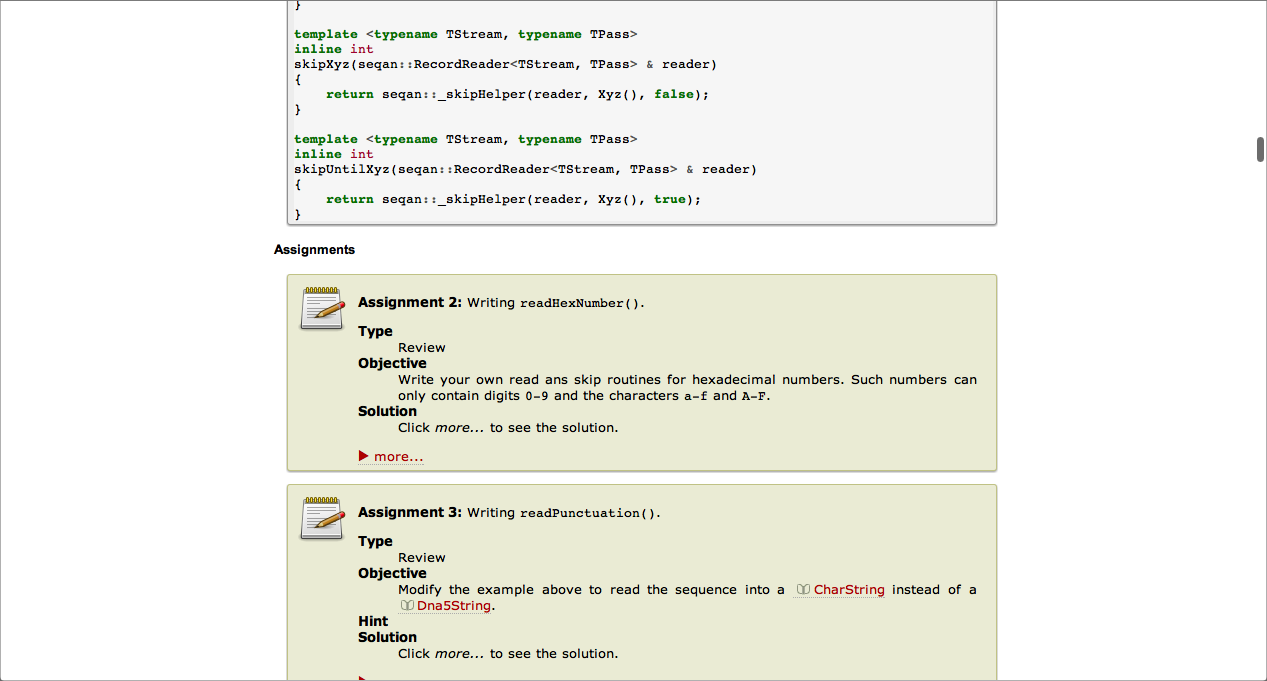 }
template <typename TStream, typename TPass>
inline int
skipXyz(seqan::RecordReader<TStream, TPass> & reader)
{
    return seqan::_skipHelper(reader, Xyz(), false);
}
template <typename TStream, typename TPass>
inline int
skipUntilXyz(seqan::RecordReader<TStream, TPass> & reader)
{
    return seqan::_skipHelper(reader, Xyz(), true);
}
Assignments
Assignment 2: Writing readHexNumber().
Type
Review
Objective
Write your own read ans skip routines for hexadecimal numbers. Such numbers can
only contain digits 0-9 and the characters a-f and A-F.
Solution
Click more... to see the solution.
more...
Assignment 3: Writing readPunctuation().
Type
Review
Objective
Modify the example above to read the sequence into a CharString instead of a
Dna5String.
Hint
Solution
Click more... to see the solution.